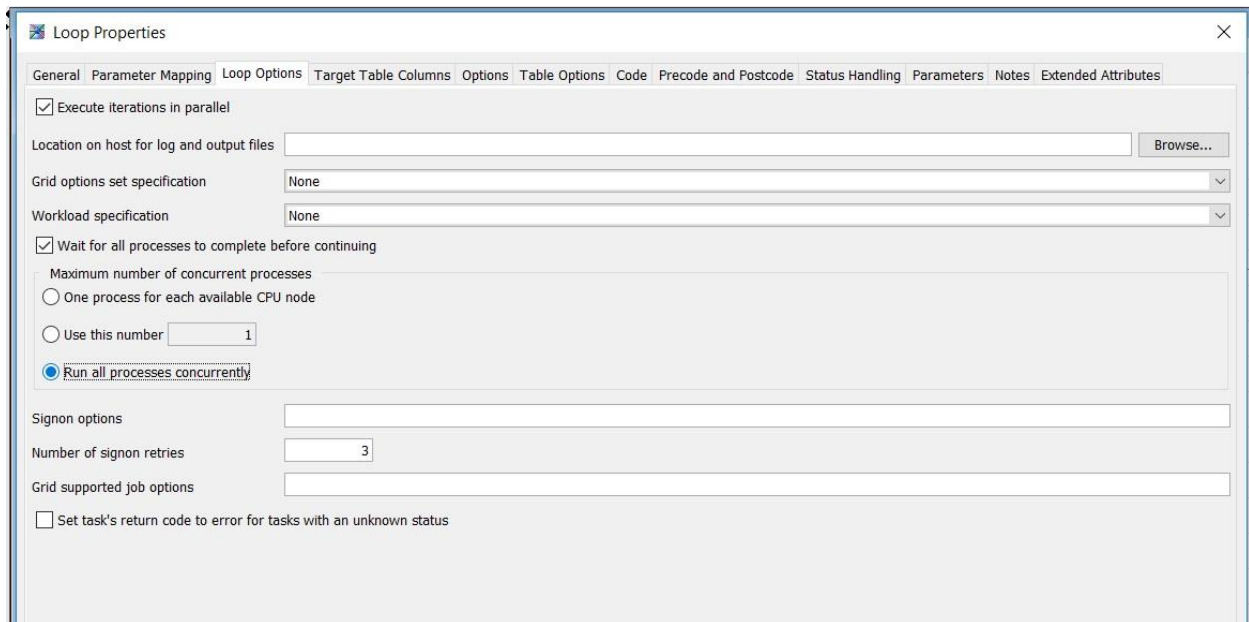 Loop Properties
General Parameter Mapping Loop Options Target Table Columns Options Table Options Code Precode and Postcode Status Handling Parameters Notes Extended Attributes
Execute iterations in parallel
Location on host for log and output files Browse...
Grid options set specification None
Workload specification None
Wait for all processes to complete before continuing
Maximum number of concurrent processes
One process for each available CPU node
Use this number 1
Run all processes concurrently
Signon options
Number of signon retries 3
Grid supported job options
Set task's return code to error for tasks with an unknown status